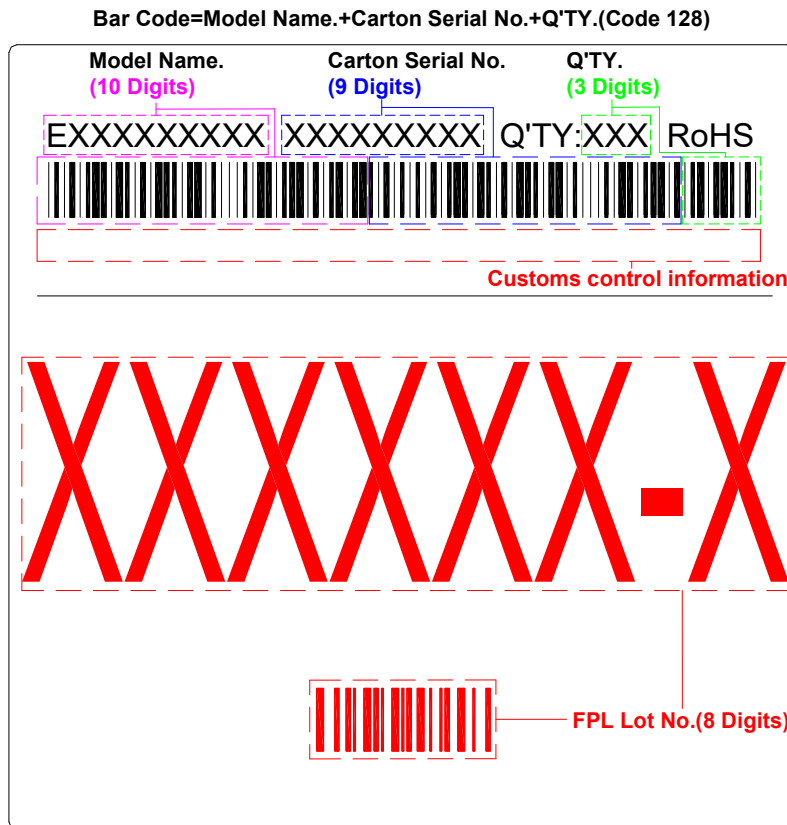 Bar Code=Model Name.+Carton Serial No.+Q'TY.(Code 128)
Model Name. Carton Serial No. Q'TY.
(10 Digits) (9 Digits) (3 Digits)
EXXXXXXXXX XXXXXXXXX Q'TY:XXX RoHS
Customs control information
XXXXXX-X
FPL Lot No.(8 Digits)